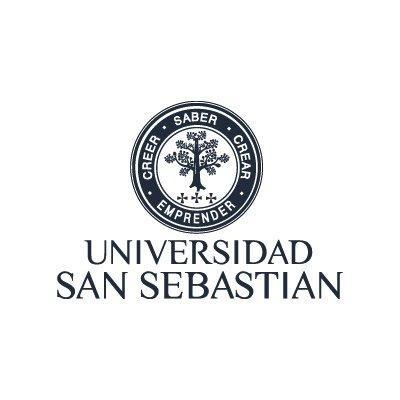 CREER · SABER · CREAR
· EMPRENDER ·
UNIVERSIDAD
SAN SEBASTIAN